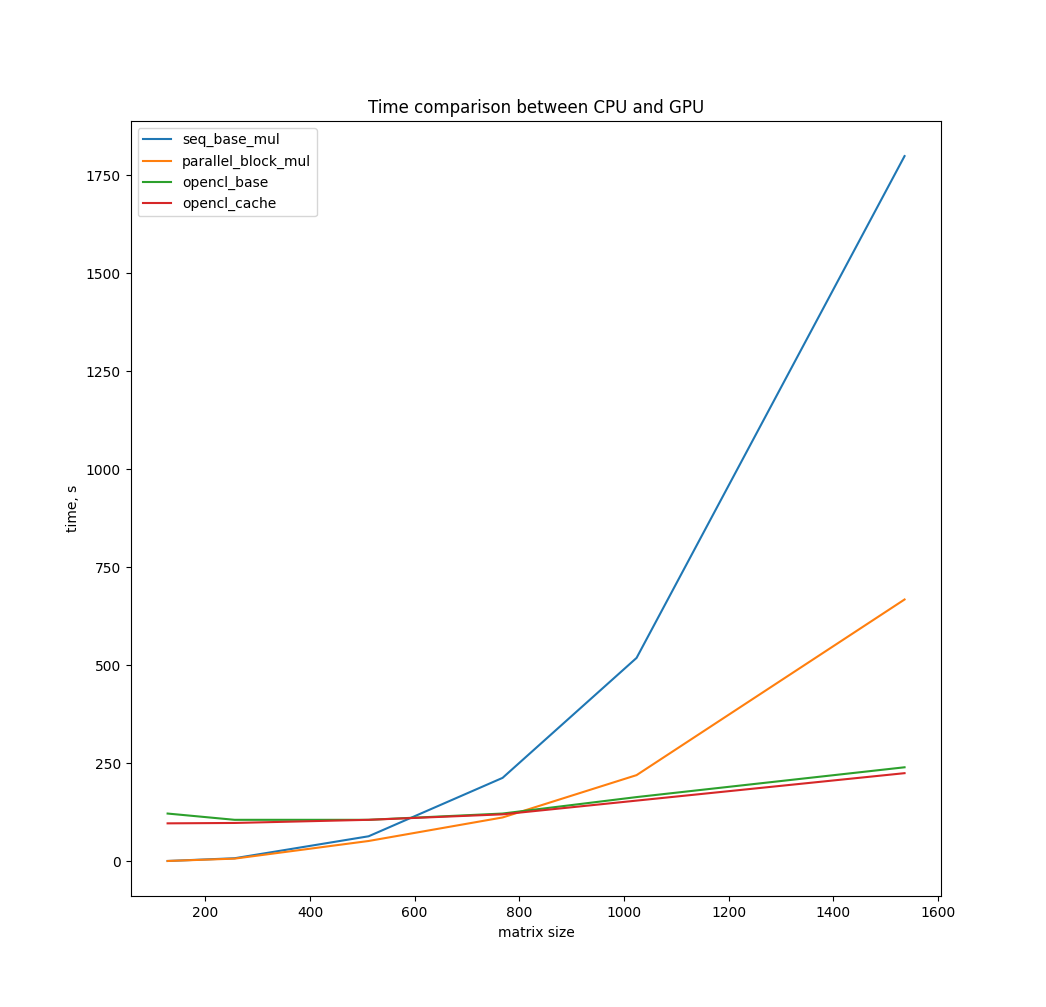 Time comparison between CPU and GPU
seq_base_mul
parallel_block_mul
opencl_base
opencl_cache
1750
1500
1250
1000
750
500
250
0
time, s
200 400 600 800 1000 1200 1400 1600
matrix size